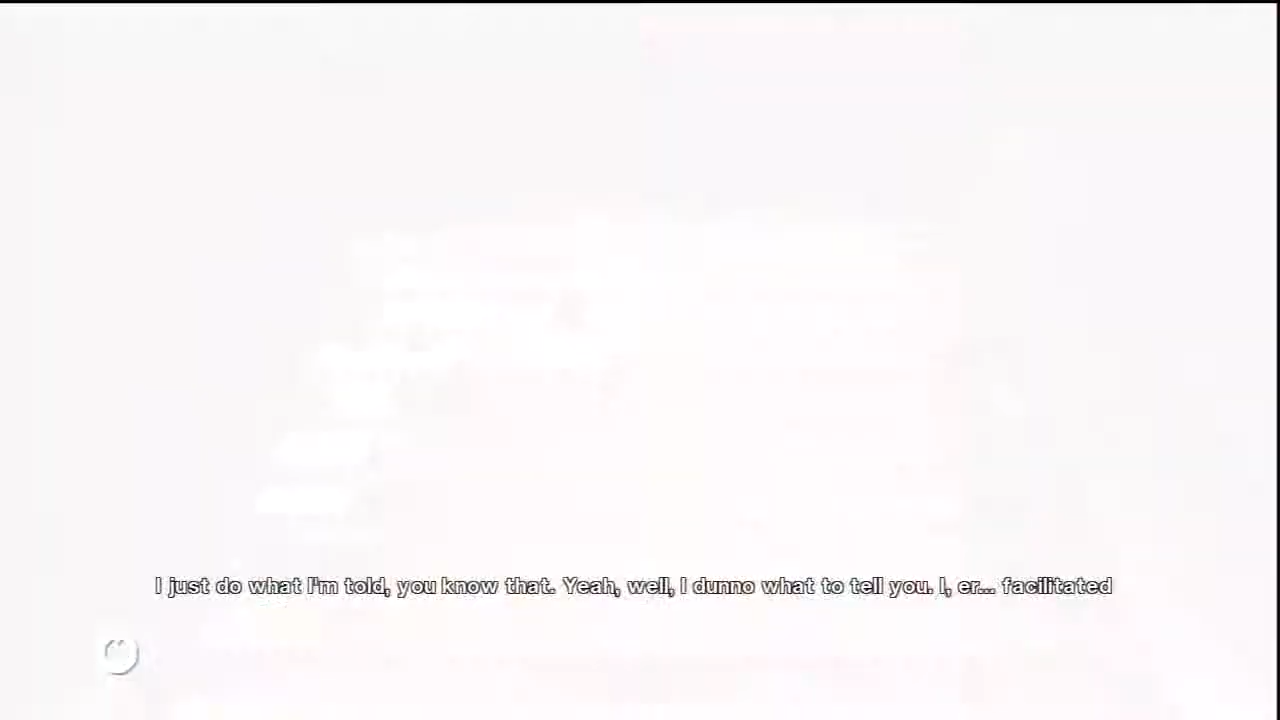 I just do what I'm told, you know that. Yeah, well, I dunno what to tell you. I, er... facilitated